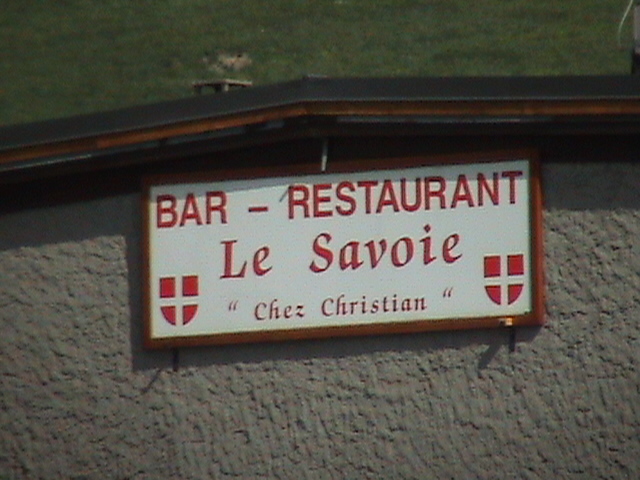 BAR - RESTAURANT
Le Savoie
" Chez Christian "